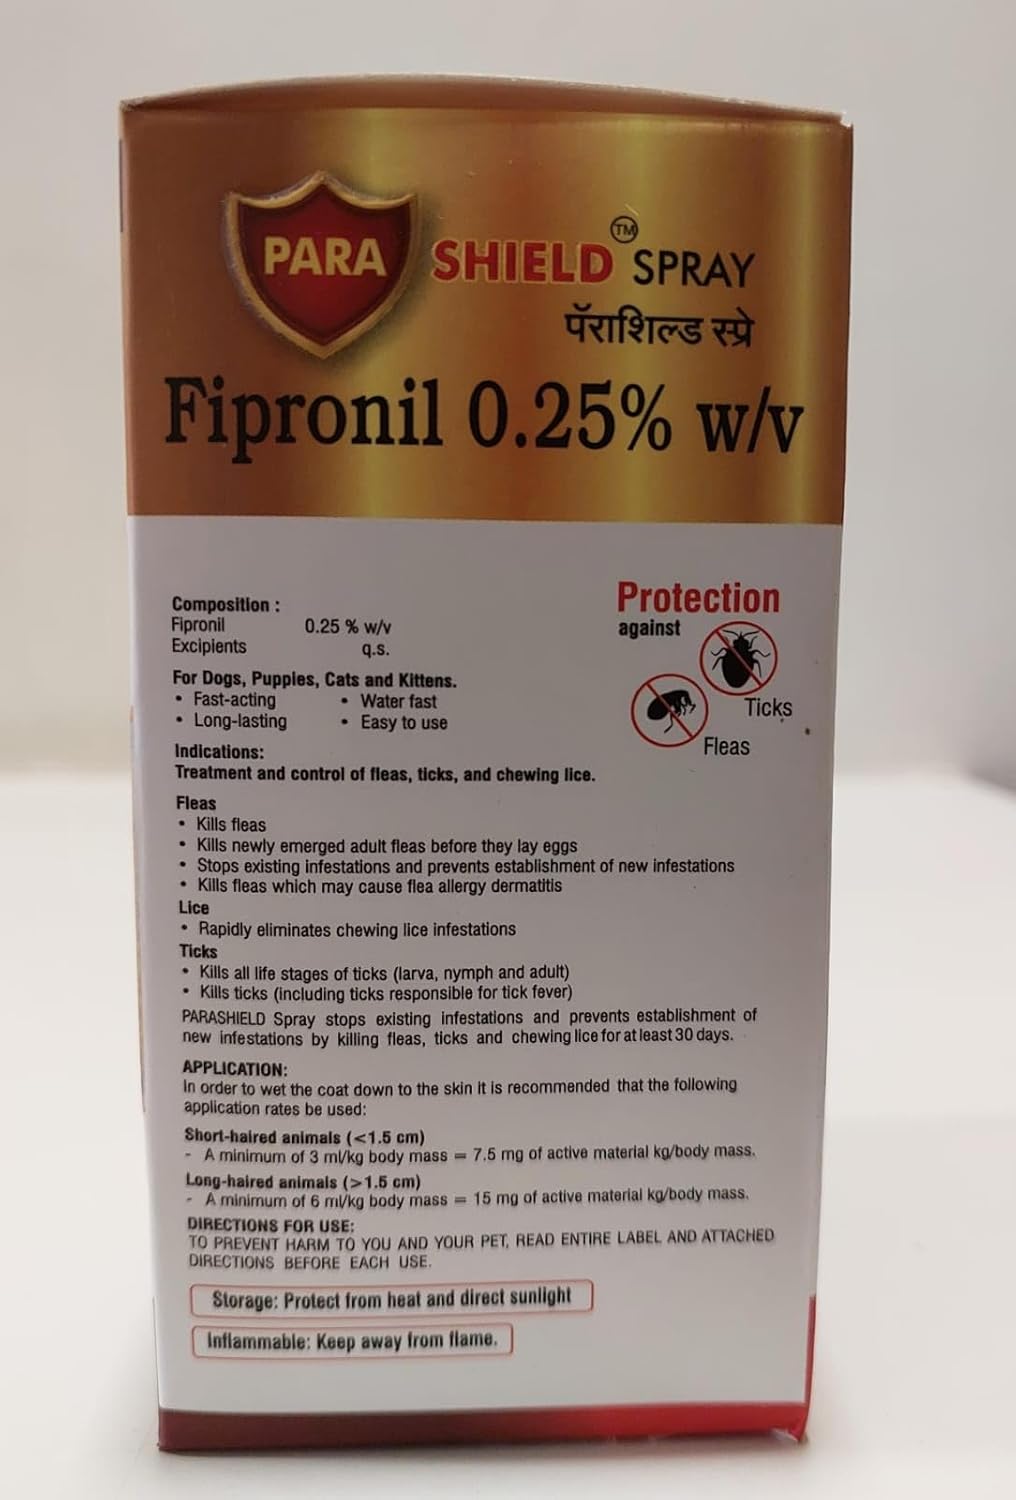 PARA SHIELD™ SPRAY
पॅराशिल्ड स्प्रे
Fipronil 0.25% w/v
Composition :
Fipronil 0.25 % w/v
Excipients q.s.
For Dogs, Puppies, Cats and Kittens.
• Fast-acting • Water fast
• Long-lasting • Easy to use
Protection
against
Ticks
Fleas
Indications:
Treatment and control of fleas, ticks, and chewing lice.
Fleas
• Kills fleas
• Kills newly emerged adult fleas before they lay eggs
• Stops existing infestations and prevents establishment of new infestations
• Kills fleas which may cause flea allergy dermatitis
Lice
• Rapidly eliminates chewing lice infestations
Ticks
• Kills all life stages of ticks (larva, nymph and adult)
• Kills ticks (including ticks responsible for tick fever)
PARASHIELD Spray stops existing infestations and prevents establishment of
new infestations by killing fleas, ticks and chewing lice for at least 30 days.
APPLICATION:
In order to wet the coat down to the skin it is recommended that the following
application rates be used:
Short-haired animals (<1.5 cm)
- A minimum of 3 ml/kg body mass = 7.5 mg of active material kg/body mass.
Long-haired animals (>1.5 cm)
- A minimum of 6 ml/kg body mass = 15 mg of active material kg/body mass.
DIRECTIONS FOR USE:
TO PREVENT HARM TO YOU AND YOUR PET, READ ENTIRE LABEL AND ATTACHED
DIRECTIONS BEFORE EACH USE.
Storage: Protect from heat and direct sunlight
Inflammable: Keep away from flame.